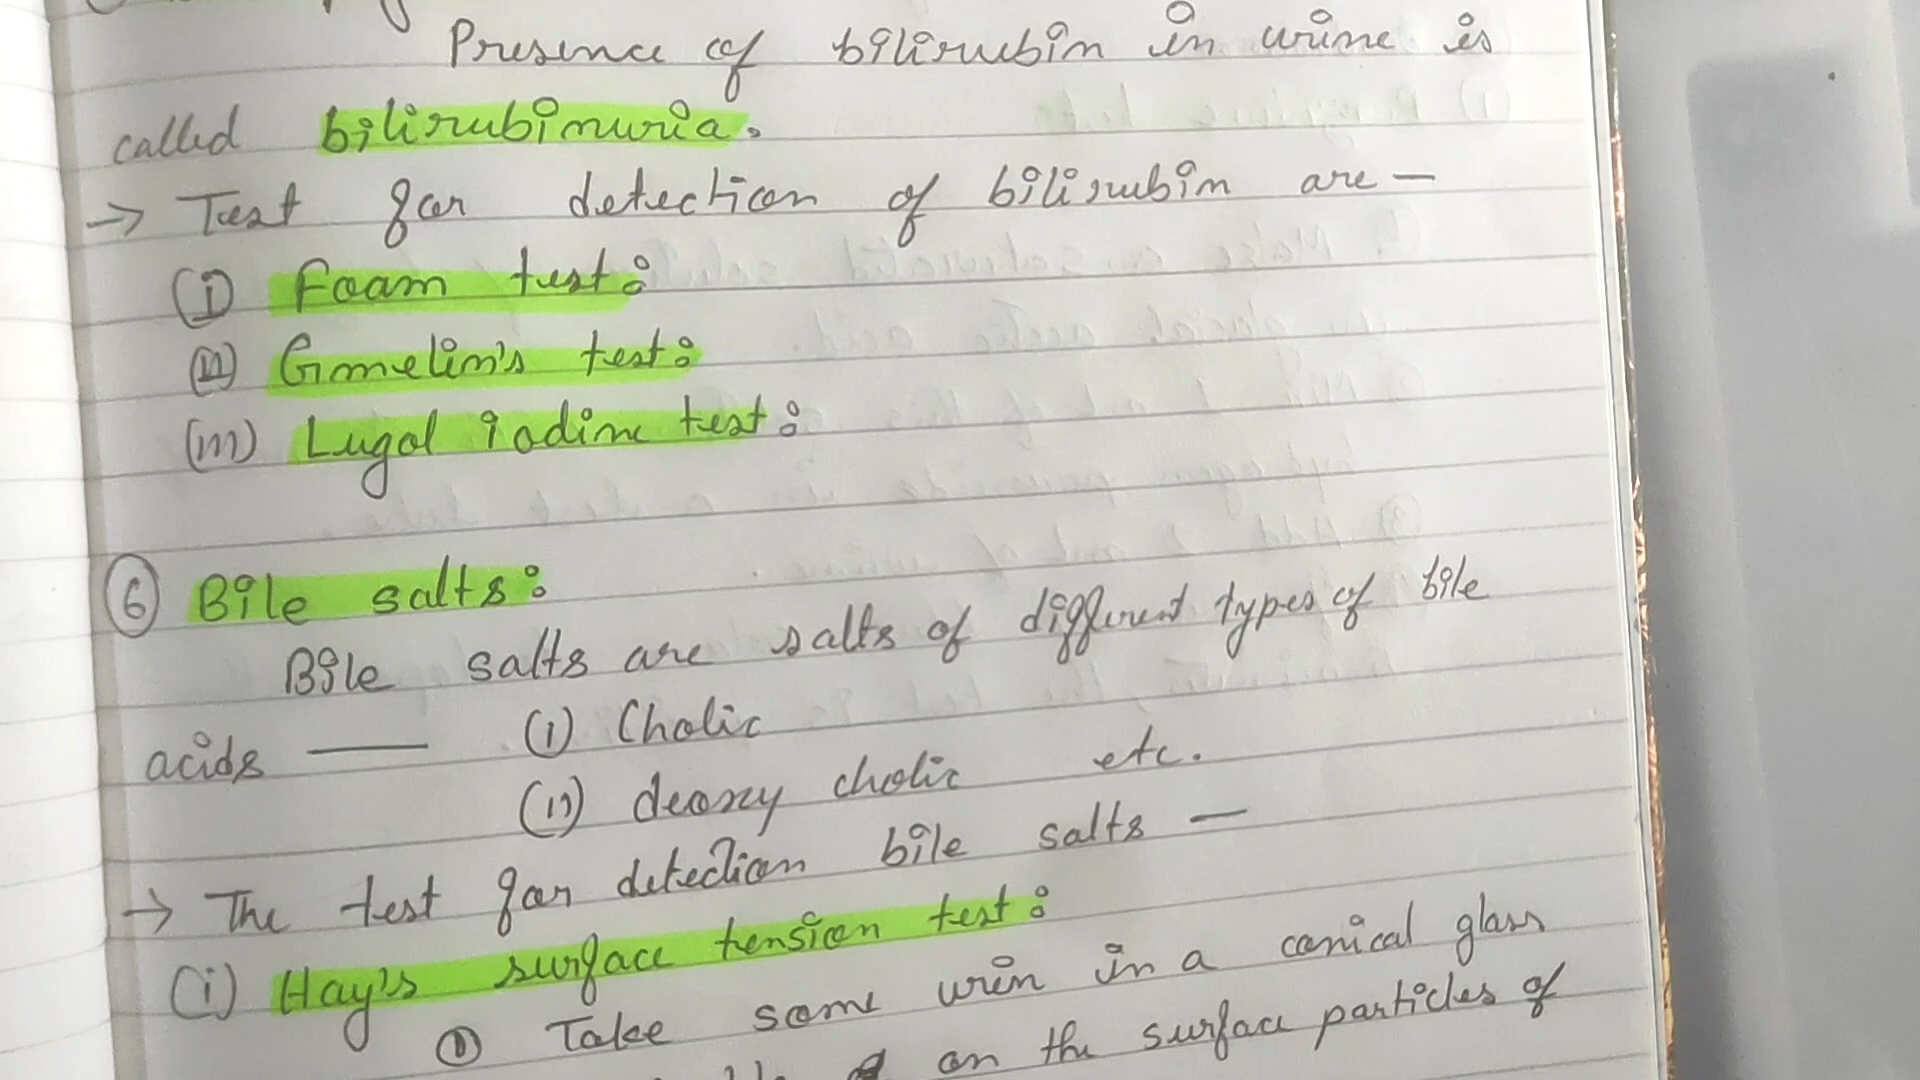 Presence of bilirubin in urine is
called bilirubinuria.
→ Test for detection of bilirubin are -
(i) Foam test:
(ii) Gmelin's test:
(iii) Lugol iodine test:
⑥ Bile salts:
Bile salts are salts of different types of bile
acids — (i) Cholic
(ii) deoxy cholic etc.
→ The test for detection bile salts —
(i) Hay's surface tension test:
① Take some urin in a conical glass
on the surface particles of